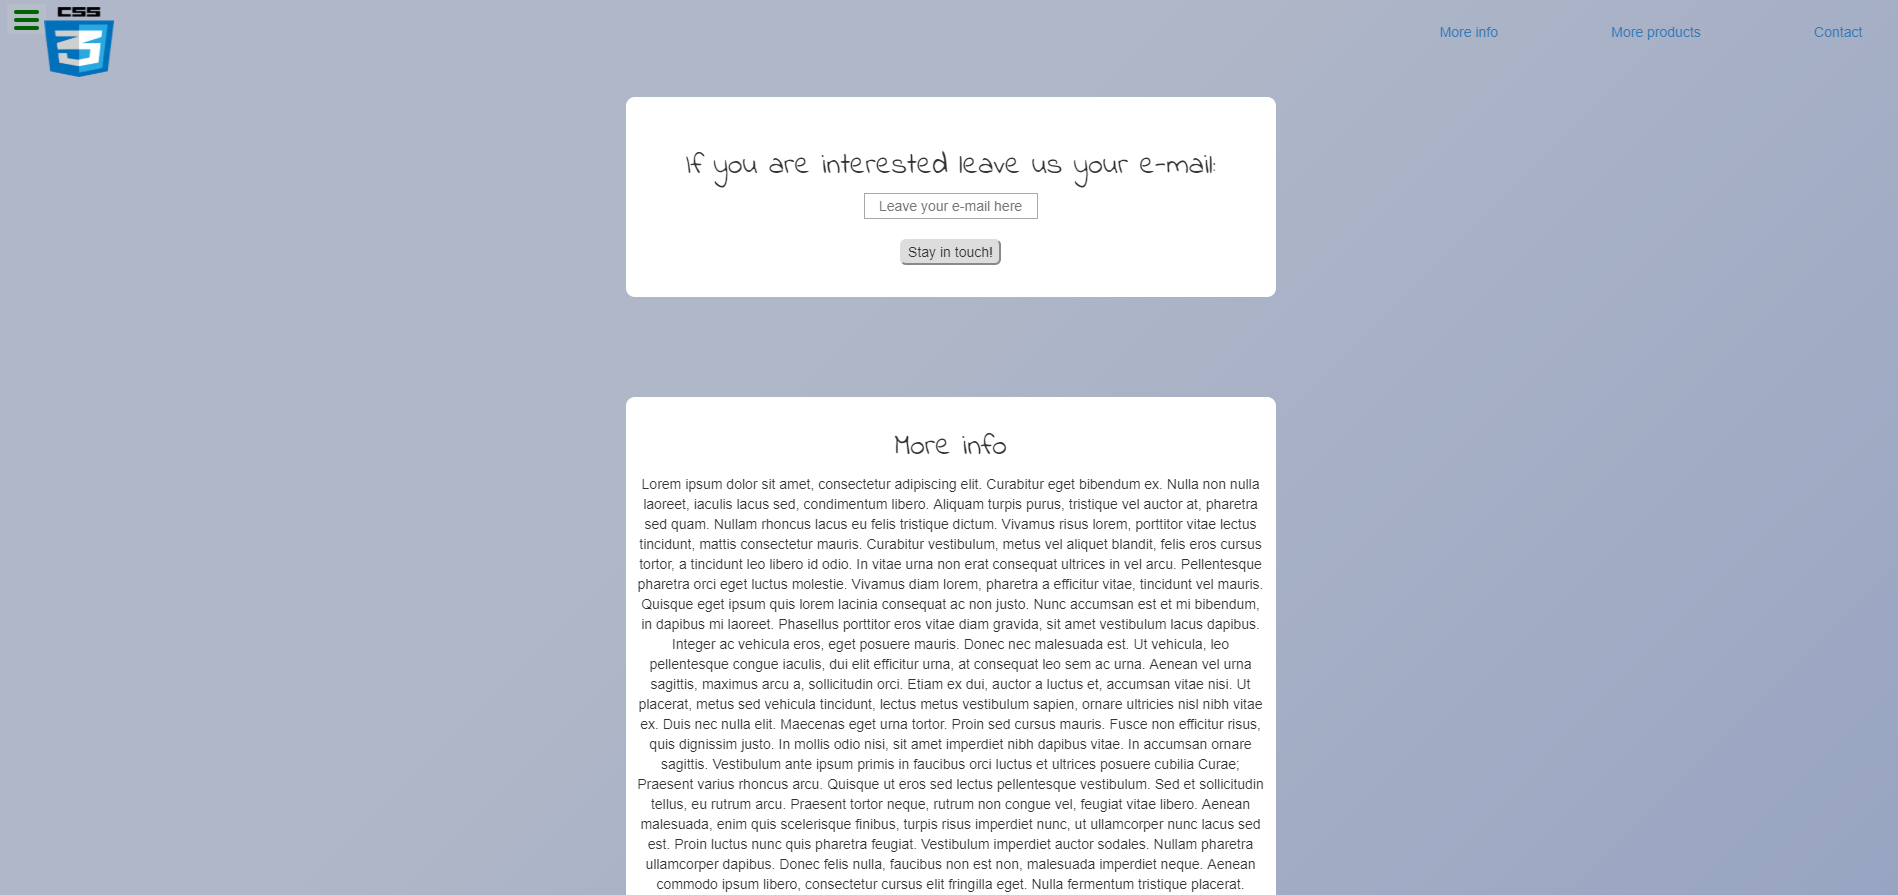 CSS
More info
More products
Contact
If you are interested leave us your e-mail:
Leave your e-mail here
Stay in touch!
More info
Lorem ipsum dolor sit amet, consectetur adipiscing elit. Curabitur eget bibendum ex. Nulla non nulla
laoreet, iaculis lacus sed, condimentum libero. Aliquam turpis purus, tristique vel auctor at, pharetra
sed quam. Nullam rhoncus lacus eu felis tristique dictum. Vivamus risus lorem, porttitor vitae lectus
tincidunt, mattis consectetur mauris. Curabitur vestibulum, metus vel aliquet blandit, felis eros cursus
tortor, a tincidunt leo libero id odio. In vitae urna non erat consequat ultrices in vel arcu. Pellentesque
pharetra orci eget luctus molestie. Vivamus diam lorem, pharetra a efficitur vitae, tincidunt vel mauris.
Quisque eget ipsum quis lorem lacinia consequat ac non justo. Nunc accumsan est et mi bibendum,
in dapibus mi laoreet. Phasellus porttitor eros vitae diam gravida, sit amet vestibulum lacus dapibus.
Integer ac vehicula eros, eget posuere mauris. Donec nec malesuada est. Ut vehicula, leo
pellentesque congue iaculis, dui elit efficitur urna, at consequat leo sem ac urna. Aenean vel urna
sagittis, maximus arcu a, sollicitudin orci. Etiam ex dui, auctor a luctus et, accumsan vitae nisi. Ut
placerat, metus sed vehicula tincidunt, lectus metus vestibulum sapien, ornare ultricies nisl nibh vitae
ex. Duis nec nulla elit. Maecenas eget urna tortor. Proin sed cursus mauris. Fusce non efficitur risus,
quis dignissim justo. In mollis odio nisi, sit amet imperdiet nibh dapibus vitae. In accumsan ornare
sagittis. Vestibulum ante ipsum primis in faucibus orci luctus et ultrices posuere cubilia Curae;
Praesent varius rhoncus arcu. Quisque ut eros sed lectus pellentesque vestibulum. Sed et sollicitudin
tellus, eu rutrum arcu. Praesent tortor neque, rutrum non congue vel, feugiat vitae libero. Aenean
malesuada, enim quis scelerisque finibus, turpis risus imperdiet nunc, ut ullamcorper nunc lacus sed
est. Proin luctus nunc quis pharetra feugiat. Vestibulum imperdiet auctor sodales. Nullam pharetra
ullamcorper dapibus. Donec felis nulla, faucibus non est non, malesuada imperdiet neque. Aenean
commodo ipsum libero, consectetur cursus elit fringilla eget. Nulla fermentum tristique placerat.